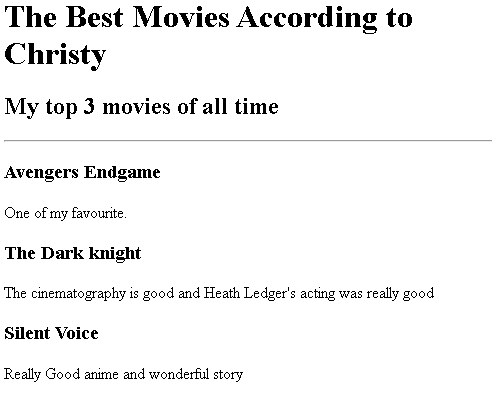 The Best Movies According to
Christy
My top 3 movies of all time
Avengers Endgame
One of my favourite.
The Dark knight
The cinematography is good and Heath Ledger's acting was really good
Silent Voice
Really Good anime and wonderful story